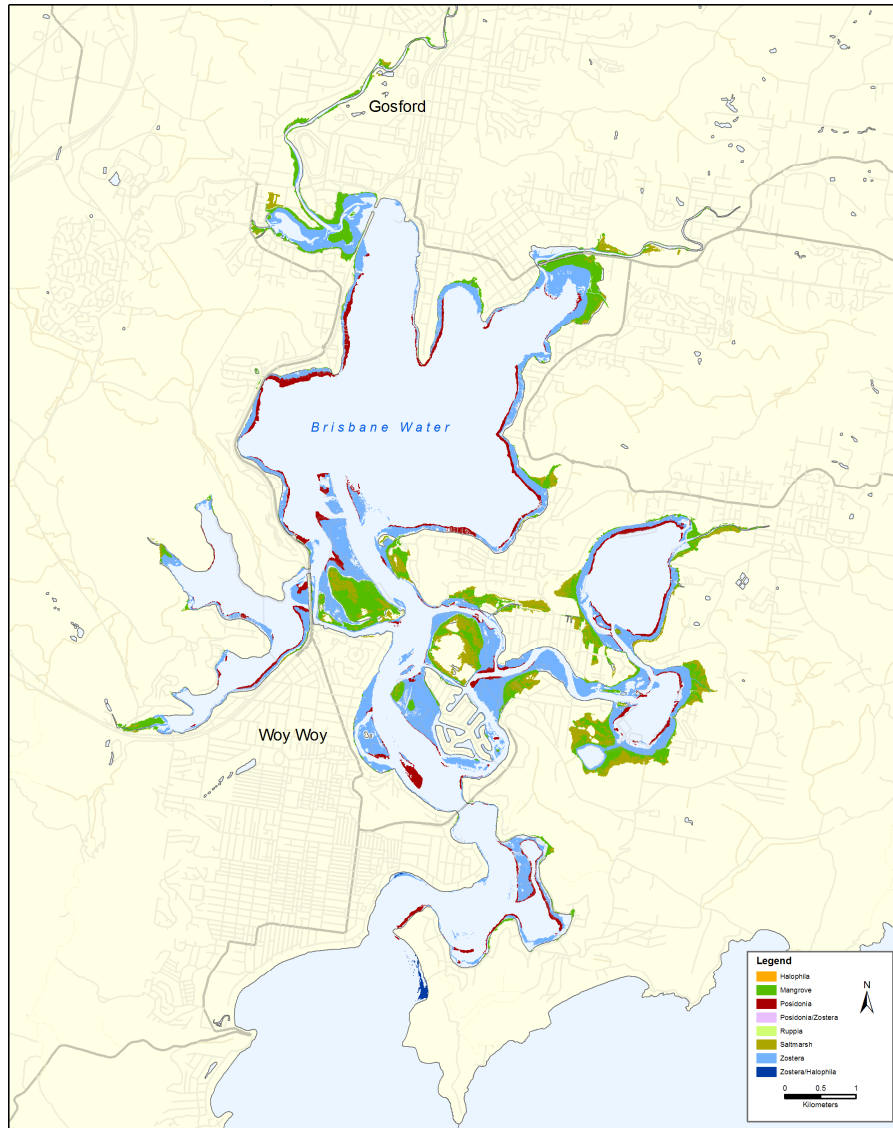 Gosford
Brisbane Water
Woy Woy
Legend
Halophila
Mangrove
Posidonia
Posidonia/Zostera
Ruppia
Saltmarsh
Zostera
Zostera/Halophila
N
0 0.5 1
Kilometers